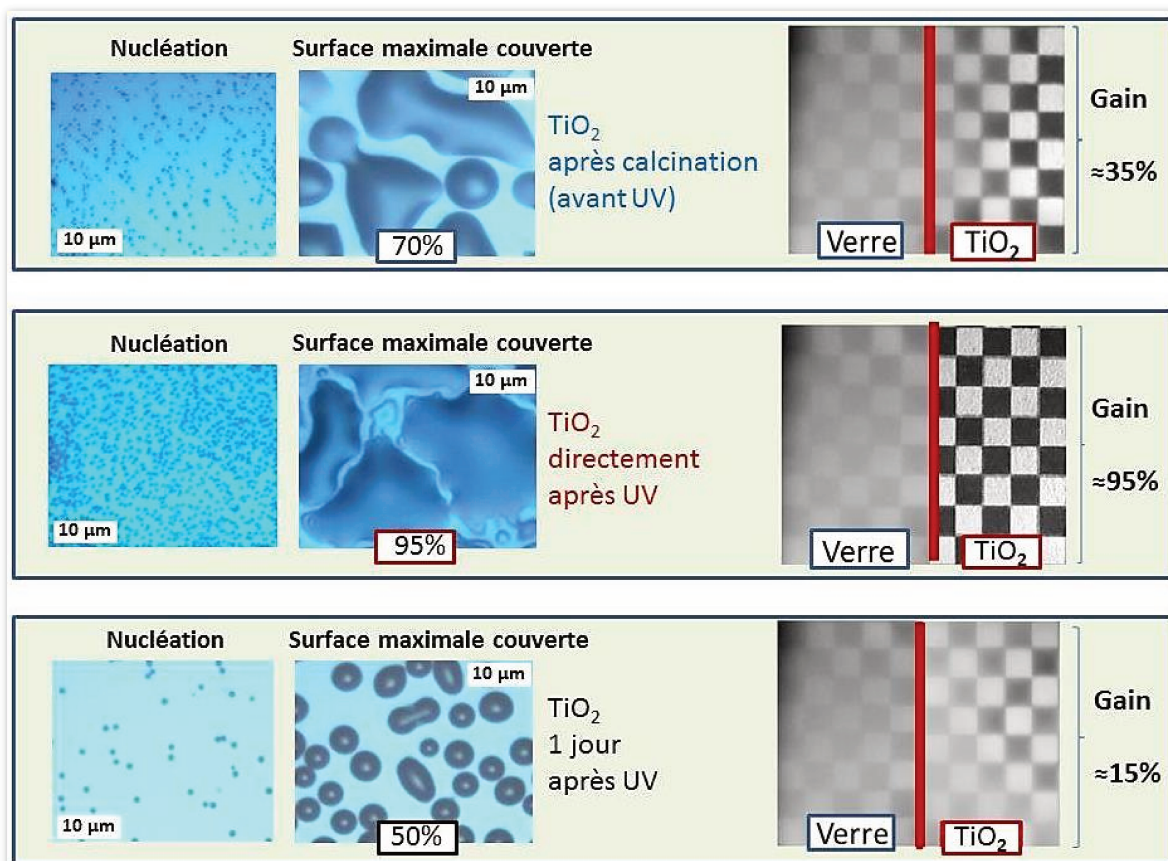 Nucléation
Surface maximale couverte
10 µm
10 µm
70%
TiO₂
après calcination
(avant UV)
Verre
TiO₂
Gain
≈35%
Nucléation
Surface maximale couverte
10 µm
10 µm
95%
TiO₂
directement
après UV
Verre
TiO₂
Gain
≈95%
Nucléation
Surface maximale couverte
10 µm
10 µm
50%
TiO₂
1 jour
après UV
Verre
TiO₂
Gain
≈15%